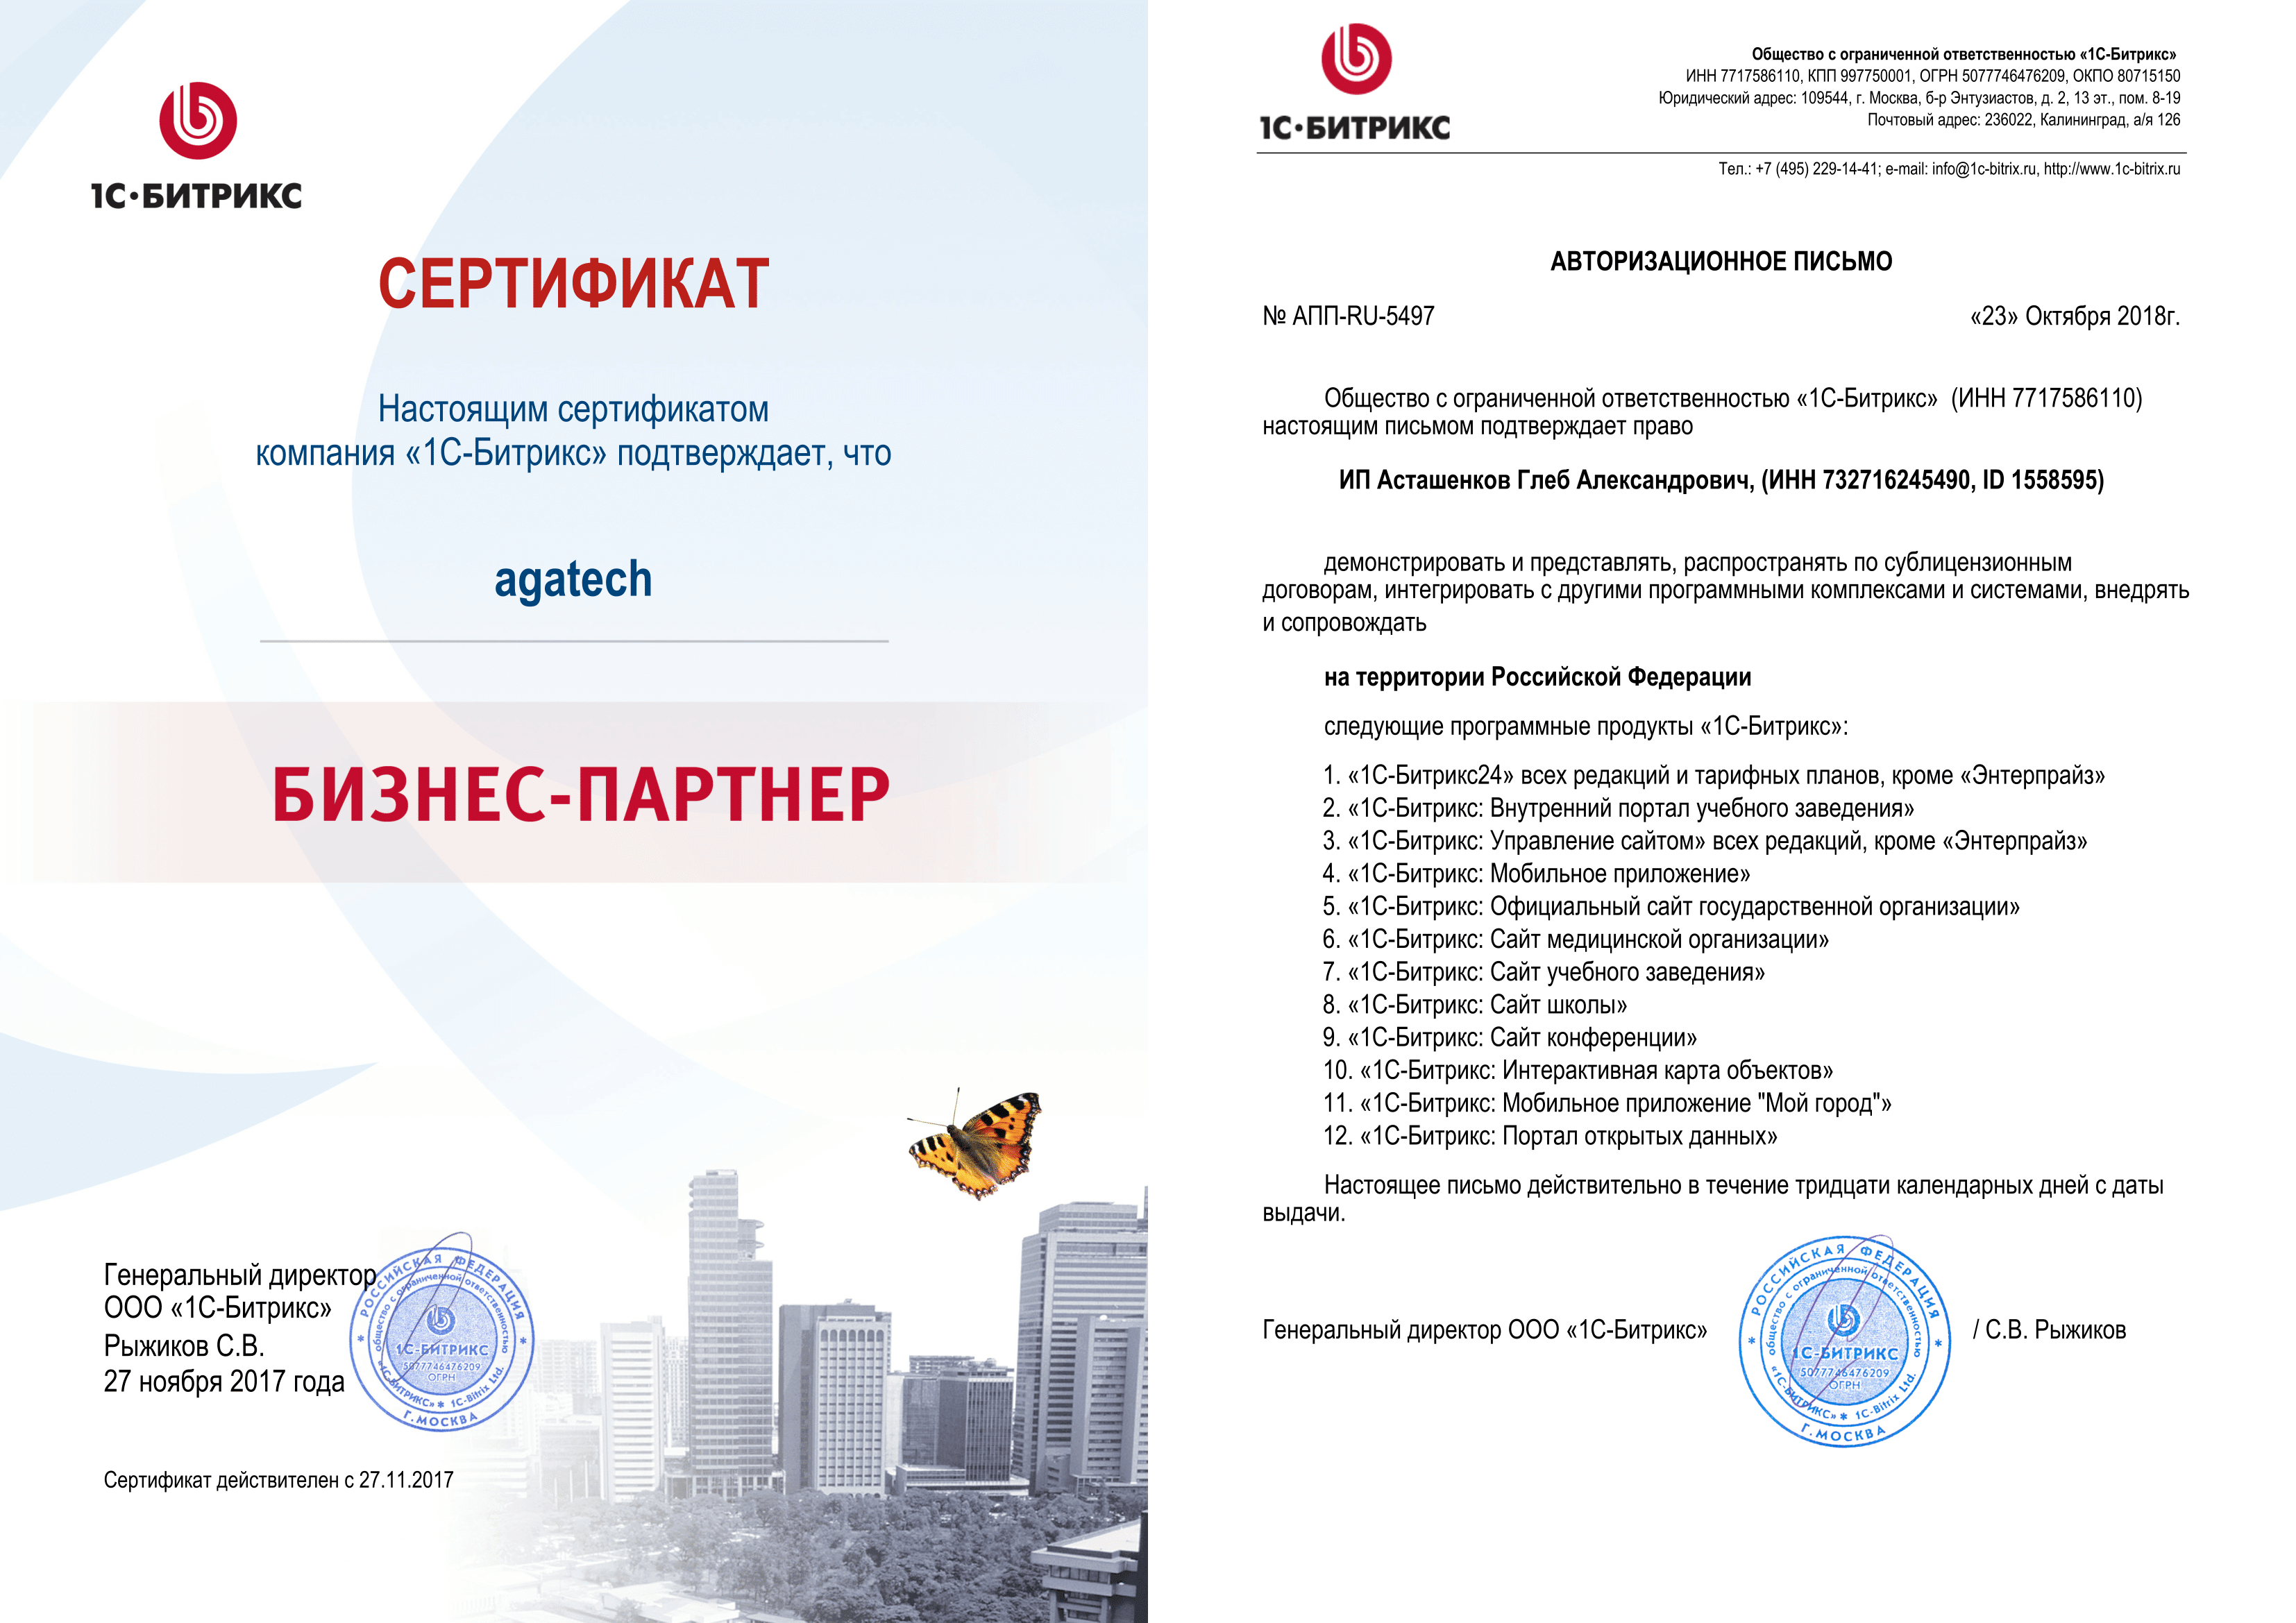 1С•БИТРИКС
СЕРТИФИКАТ
Настоящим сертификатом
компания «1С-Битрикс» подтверждает, что
agatech
БИЗНЕС-ПАРТНЕР
Генеральный директор
ООО «1С-Битрикс»
Рыжиков С.В.
27 ноября 2017 года
РОССИЙСКАЯ ФЕДЕРАЦИЯ
общество с ограниченной ответственностью
1С-БИТРИКС
5077746476209
ОГРН
«1С-БИТРИКС» * 1C-Bitrix Ltd.
Г.МОСКВА
Сертификат действителен с 27.11.2017
1С•БИТРИКС
Общество с ограниченной ответственностью «1С-Битрикс»
ИНН 7717586110, КПП 997750001, ОГРН 5077746476209, ОКПО 80715150
Юридический адрес: 109544, г. Москва, б-р Энтузиастов, д. 2, 13 эт., пом. 8-19
Почтовый адрес: 236022, Калининград, а/я 126
Тел.: +7 (495) 229-14-41; e-mail: info@1c-bitrix.ru, http://www.1c-bitrix.ru
АВТОРИЗАЦИОННОЕ ПИСЬМО
№ АПП-RU-5497 «23» Октября 2018г.
Общество с ограниченной ответственностью «1С-Битрикс» (ИНН 7717586110)
настоящим письмом подтверждает право
ИП Асташенков Глеб Александрович, (ИНН 732716245490, ID 1558595)
демонстрировать и представлять, распространять по сублицензионным
договорам, интегрировать с другими программными комплексами и системами, внедрять
и сопровождать
на территории Российской Федерации
следующие программные продукты «1С-Битрикс»:
1. «1С-Битрикс24» всех редакций и тарифных планов, кроме «Энтерпрайз»
2. «1С-Битрикс: Внутренний портал учебного заведения»
3. «1С-Битрикс: Управление сайтом» всех редакций, кроме «Энтерпрайз»
4. «1С-Битрикс: Мобильное приложение»
5. «1С-Битрикс: Официальный сайт государственной организации»
6. «1С-Битрикс: Сайт медицинской организации»
7. «1С-Битрикс: Сайт учебного заведения»
8. «1С-Битрикс: Сайт школы»
9. «1С-Битрикс: Сайт конференции»
10. «1С-Битрикс: Интерактивная карта объектов»
11. «1С-Битрикс: Мобильное приложение "Мой город"»
12. «1С-Битрикс: Портал открытых данных»
Настоящее письмо действительно в течение тридцати календарных дней с даты
выдачи.
Генеральный директор ООО «1С-Битрикс» / С.В. Рыжиков
РОССИЙСКАЯ ФЕДЕРАЦИЯ
общество с ограниченной ответственностью
1С-БИТРИКС
5077746476209
ОГРН
«1С-БИТРИКС» * 1C-Bitrix Ltd.
Г.МОСКВА